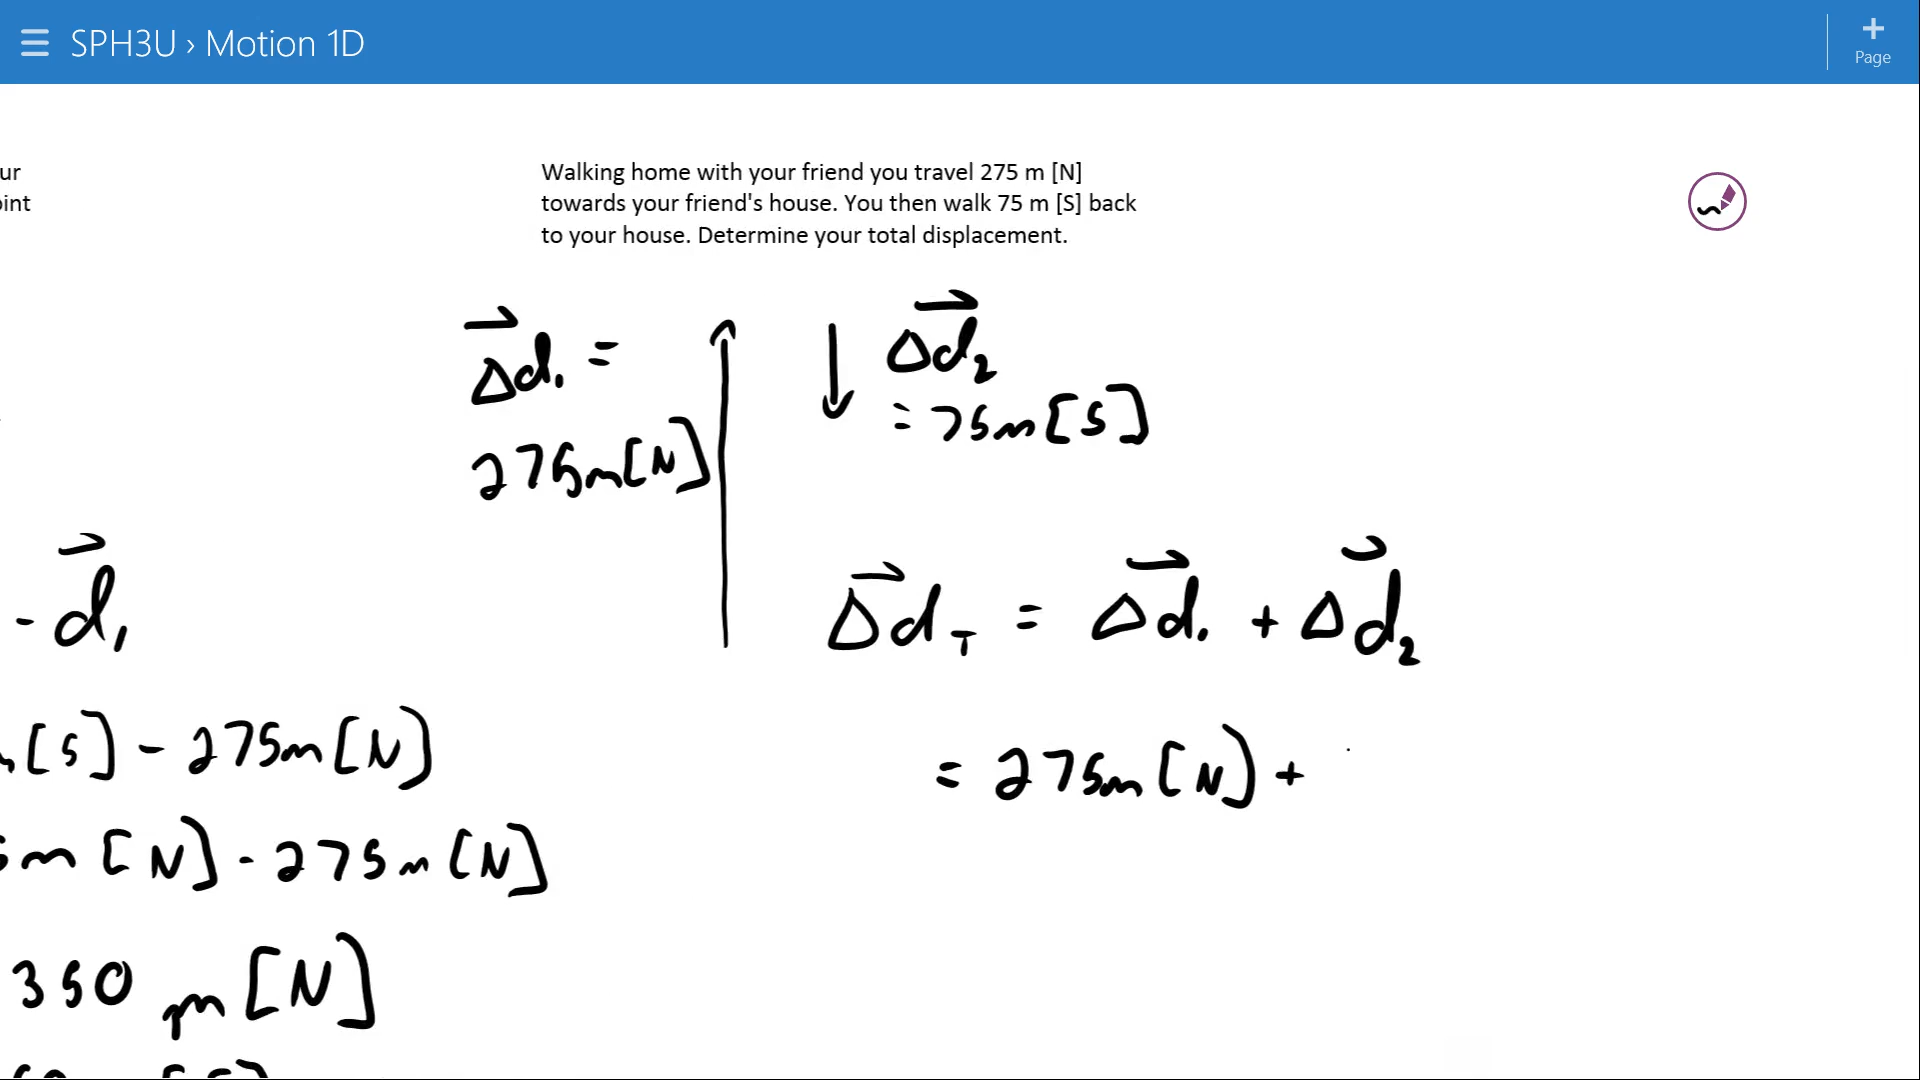 SPH3U › Motion 1D
Page
ur
oint
Walking home with your friend you travel 275 m [N]
towards your friend's house. You then walk 75 m [S] back
to your house. Determine your total displacement.
Δd₁ =
275m[N]
Δd₂
= 75m[S]
Δd_T = Δd₁ + Δd₂
= 275m[N] +
- d₁
[S] - 275m[N]
m [N] - 275m[N]
350 m [N]